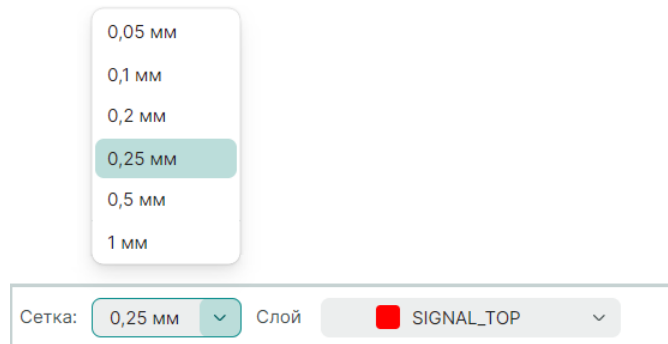 0,05 мм
0,1 мм
0,2 мм
0,25 мм
0,5 мм
1 мм
Сетка: 0,25 мм Слой SIGNAL_TOP